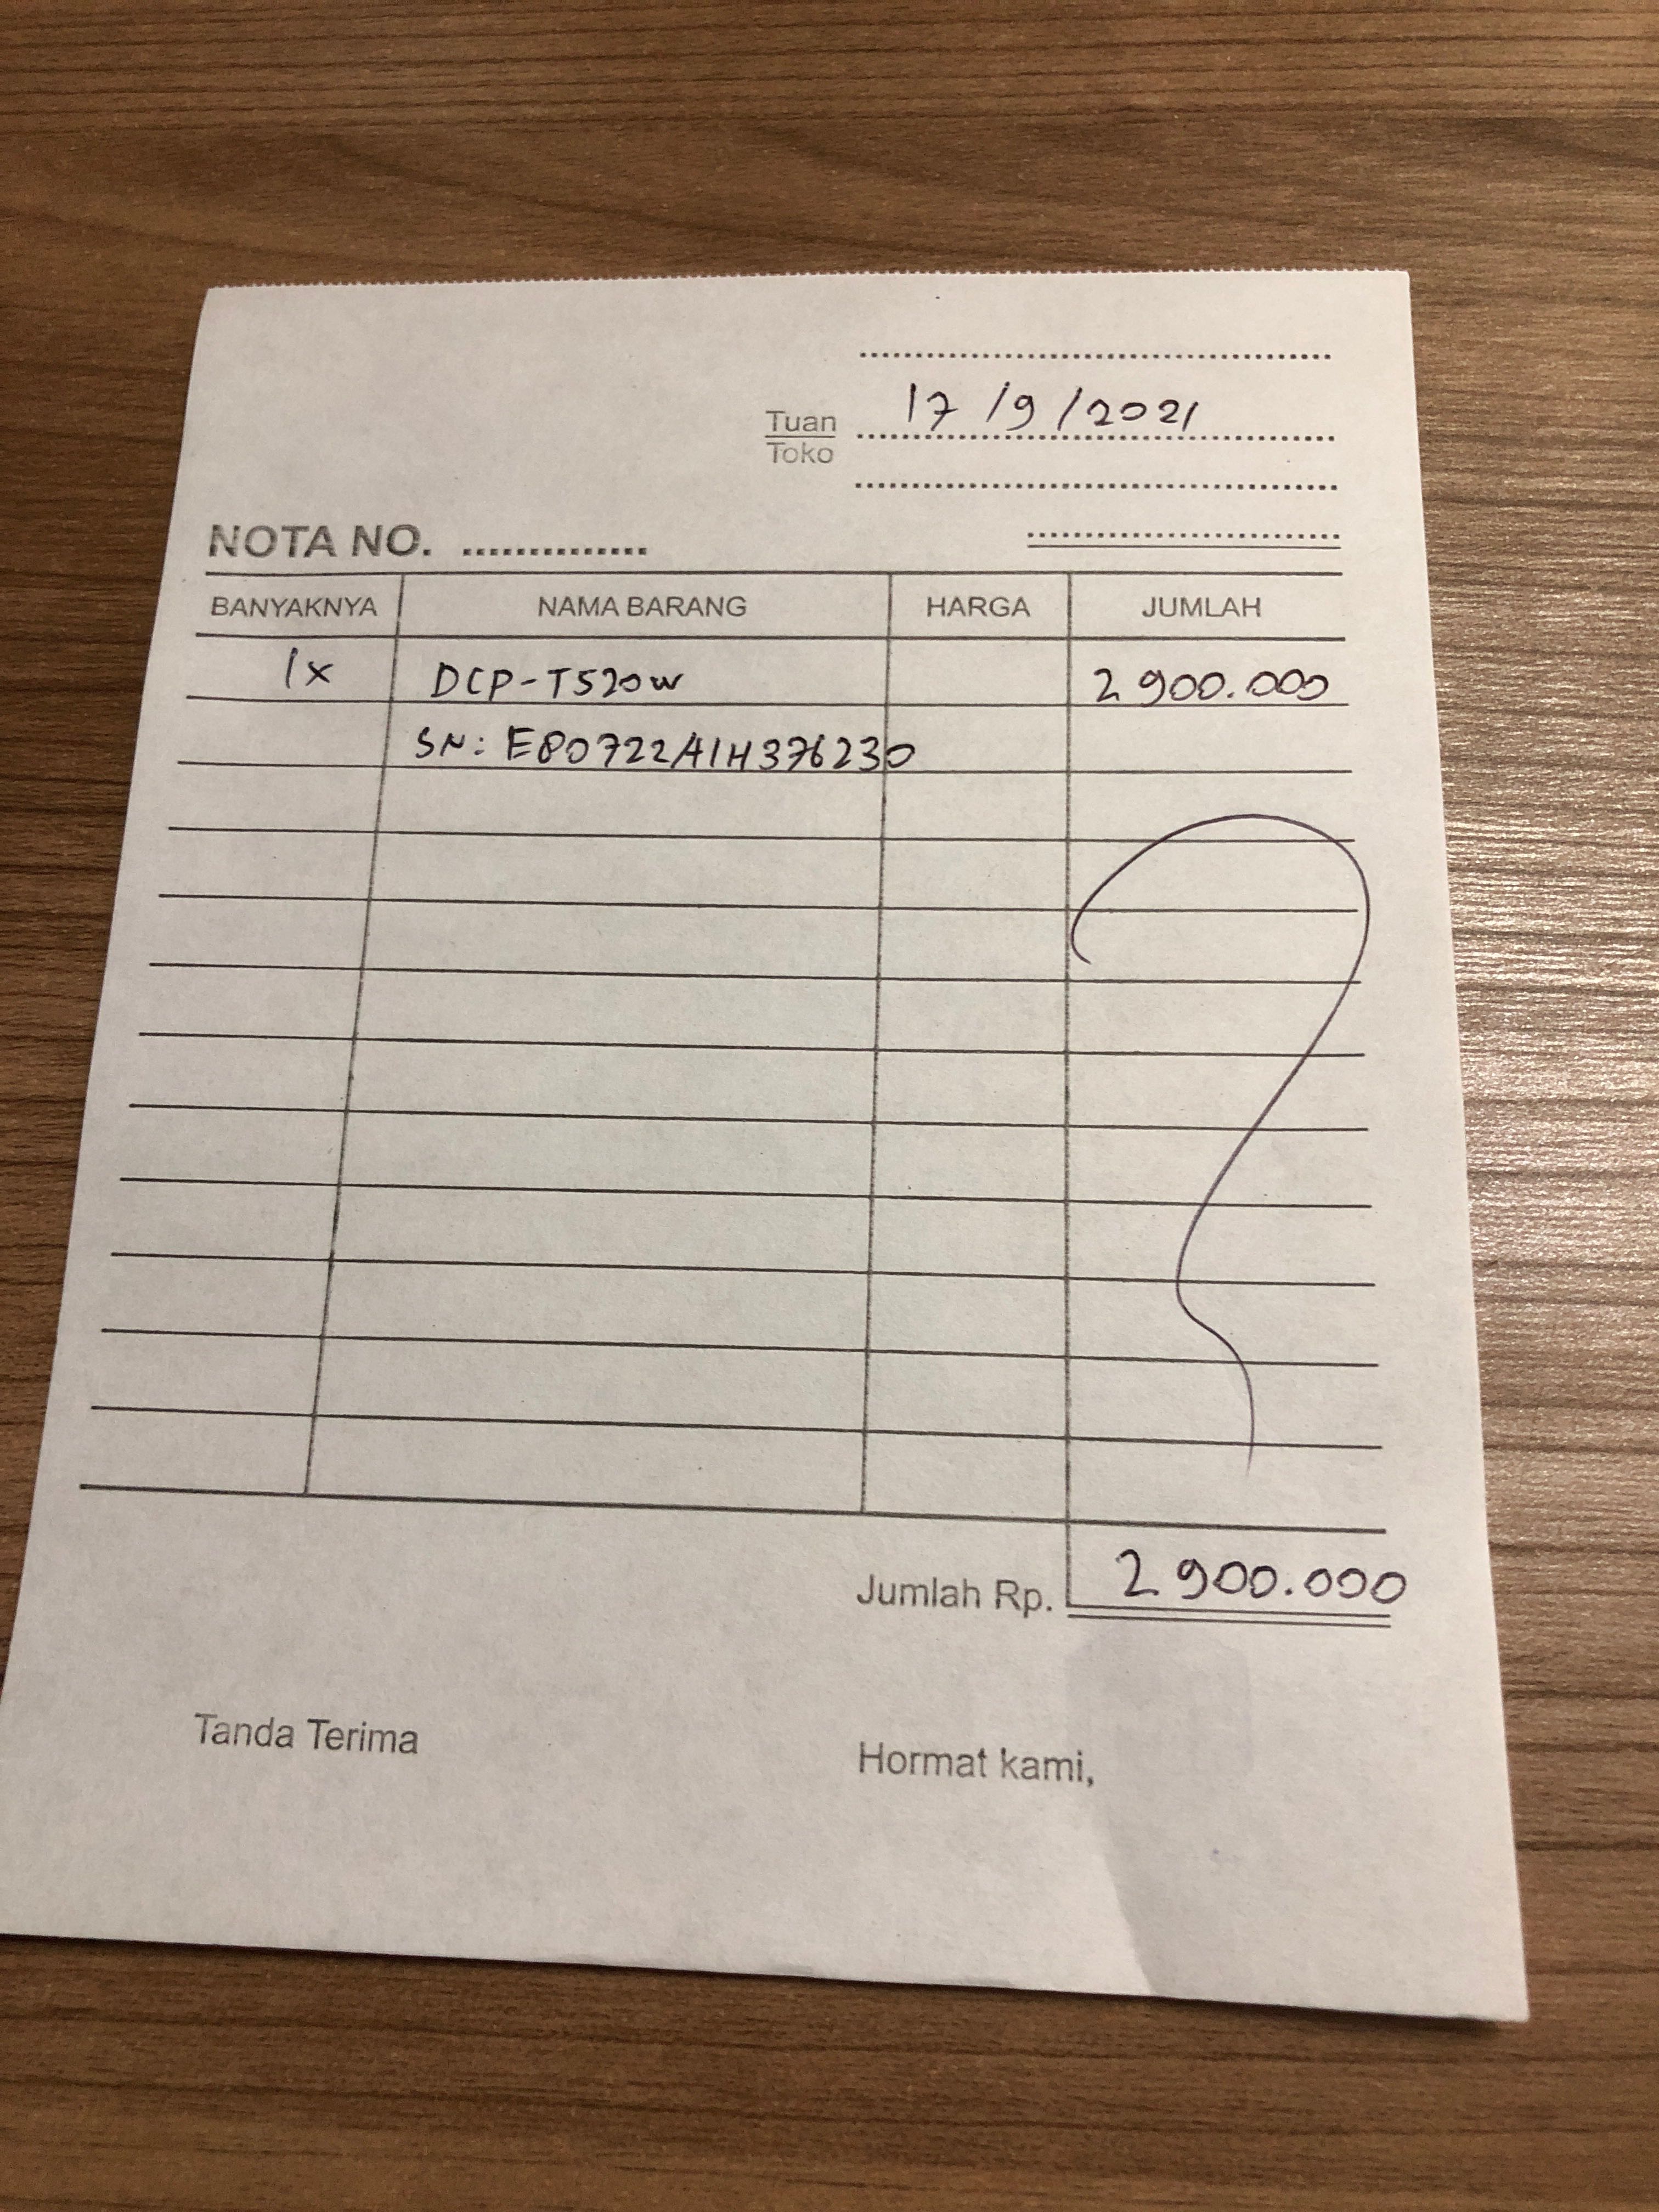 17/9/2021
Tuan
Toko
NOTA NO. ..............
BANYAKNYA NAMA BARANG HARGA JUMLAH
1x DCP-T520W 2 900.000
SN: E80722A1H376230
Jumlah Rp. 2 900.000
Tanda Terima Hormat kami,